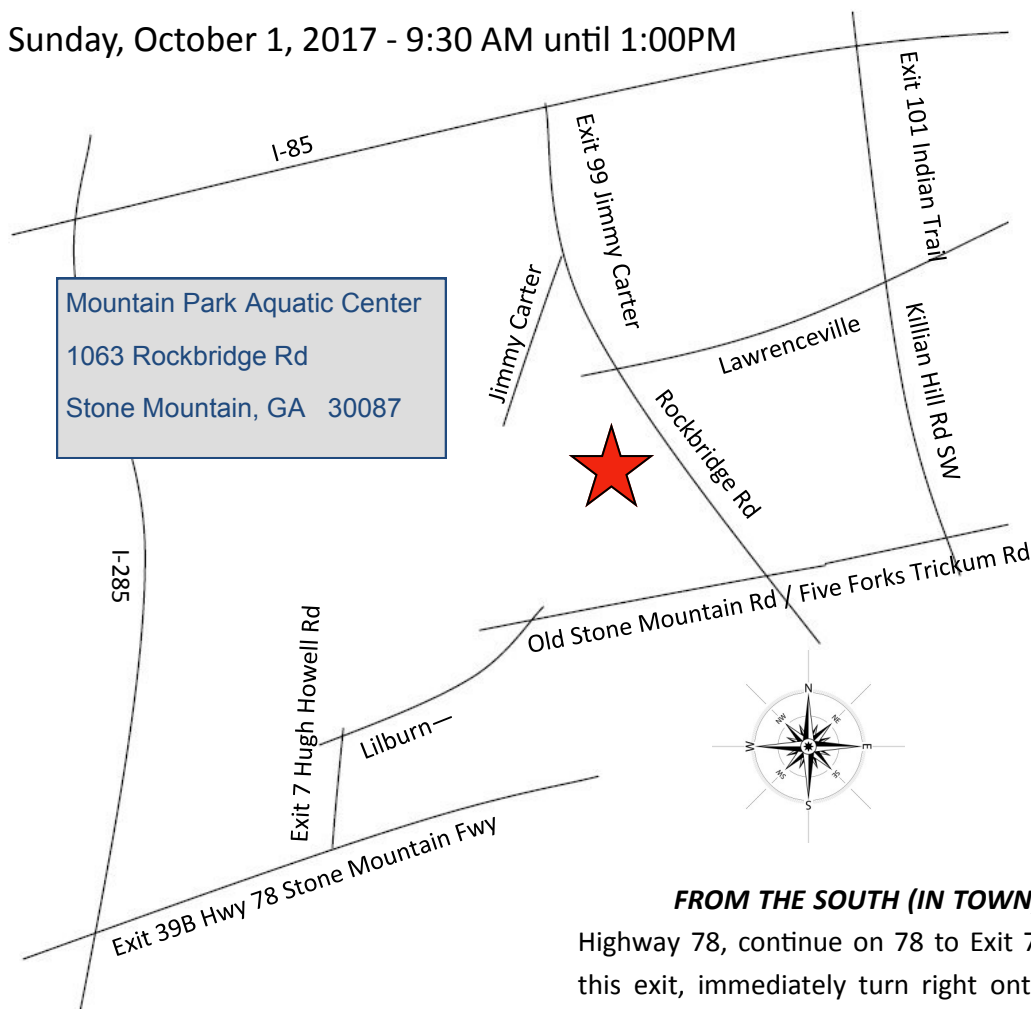 Sunday, October 1, 2017 - 9:30 AM until 1:00PM
I-85
Exit 99 Jimmy Carter
Exit 101 Indian Trail
Mountain Park Aquatic Center
1063 Rockbridge Rd
Stone Mountain, GA 30087
Jimmy Carter
Lawrenceville
Killian Hill Rd SW
Rockbridge Rd
I-285
Old Stone Mountain Rd / Five Forks Trickum Rd
Exit 7 Hugh Howell Rd
Lilburn—
Exit 39B Hwy 78 Stone Mountain Fwy
N
NW
NE
W
E
SW
SE
S
FROM THE SOUTH (IN TOWN
Highway 78, continue on 78 to Exit 7
this exit, immediately turn right ont